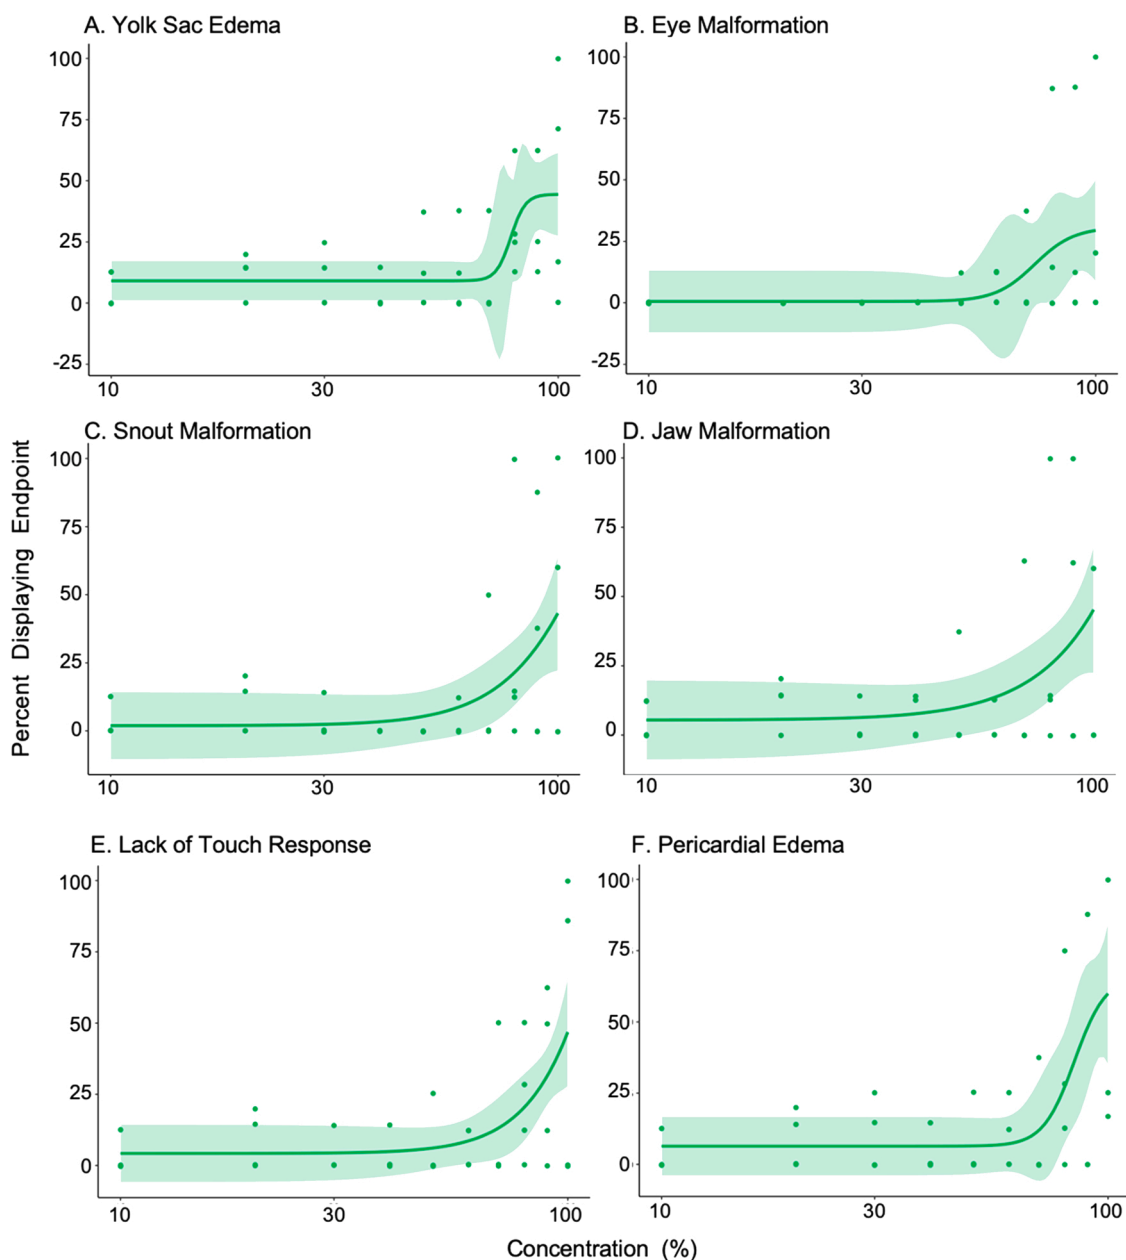 A. Yolk Sac Edema
100
75
50
25
0
-25
10 30 100
B. Eye Malformation
100
75
50
25
0
-25
10 30 100
C. Snout Malformation
100
75
50
25
0
10 30 100
D. Jaw Malformation
100
75
50
25
0
10 30 100
Percent Displaying Endpoint
E. Lack of Touch Response
100
75
50
25
0
10 30 100
F. Pericardial Edema
100
75
50
25
0
10 30 100
Concentration (%)